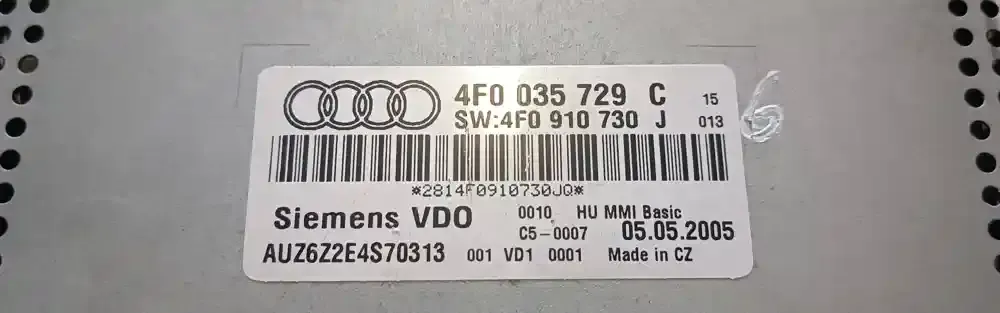 4F0 035 729 C 15
SW:4F0 910 730 J 013
6
*2814F0910730JQ*
Siemens VDO 0010 HU MMI Basic
C5-0007 05.05.2005
AUZ6Z2E4S70313 001 VD1 0001 Made in CZ